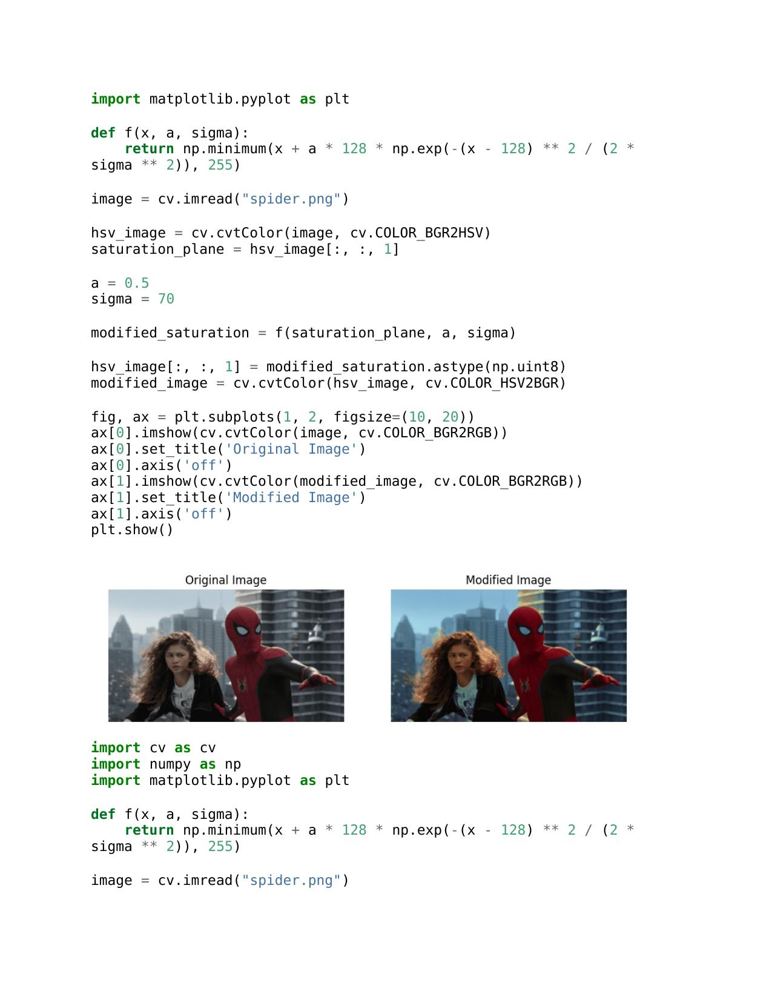 import matplotlib.pyplot as plt

def f(x, a, sigma):
    return np.minimum(x + a * 128 * np.exp(-(x - 128) ** 2 / (2 *
sigma ** 2)), 255)

image = cv.imread("spider.png")

hsv_image = cv.cvtColor(image, cv.COLOR_BGR2HSV)
saturation_plane = hsv_image[:, :, 1]

a = 0.5
sigma = 70

modified_saturation = f(saturation_plane, a, sigma)

hsv_image[:, :, 1] = modified_saturation.astype(np.uint8)
modified_image = cv.cvtColor(hsv_image, cv.COLOR_HSV2BGR)

fig, ax = plt.subplots(1, 2, figsize=(10, 20))
ax[0].imshow(cv.cvtColor(image, cv.COLOR_BGR2RGB))
ax[0].set_title('Original Image')
ax[0].axis('off')
ax[1].imshow(cv.cvtColor(modified_image, cv.COLOR_BGR2RGB))
ax[1].set_title('Modified Image')
ax[1].axis('off')
plt.show()

Original Image
Modified Image

import cv as cv
import numpy as np
import matplotlib.pyplot as plt

def f(x, a, sigma):
    return np.minimum(x + a * 128 * np.exp(-(x - 128) ** 2 / (2 *
sigma ** 2)), 255)

image = cv.imread("spider.png")